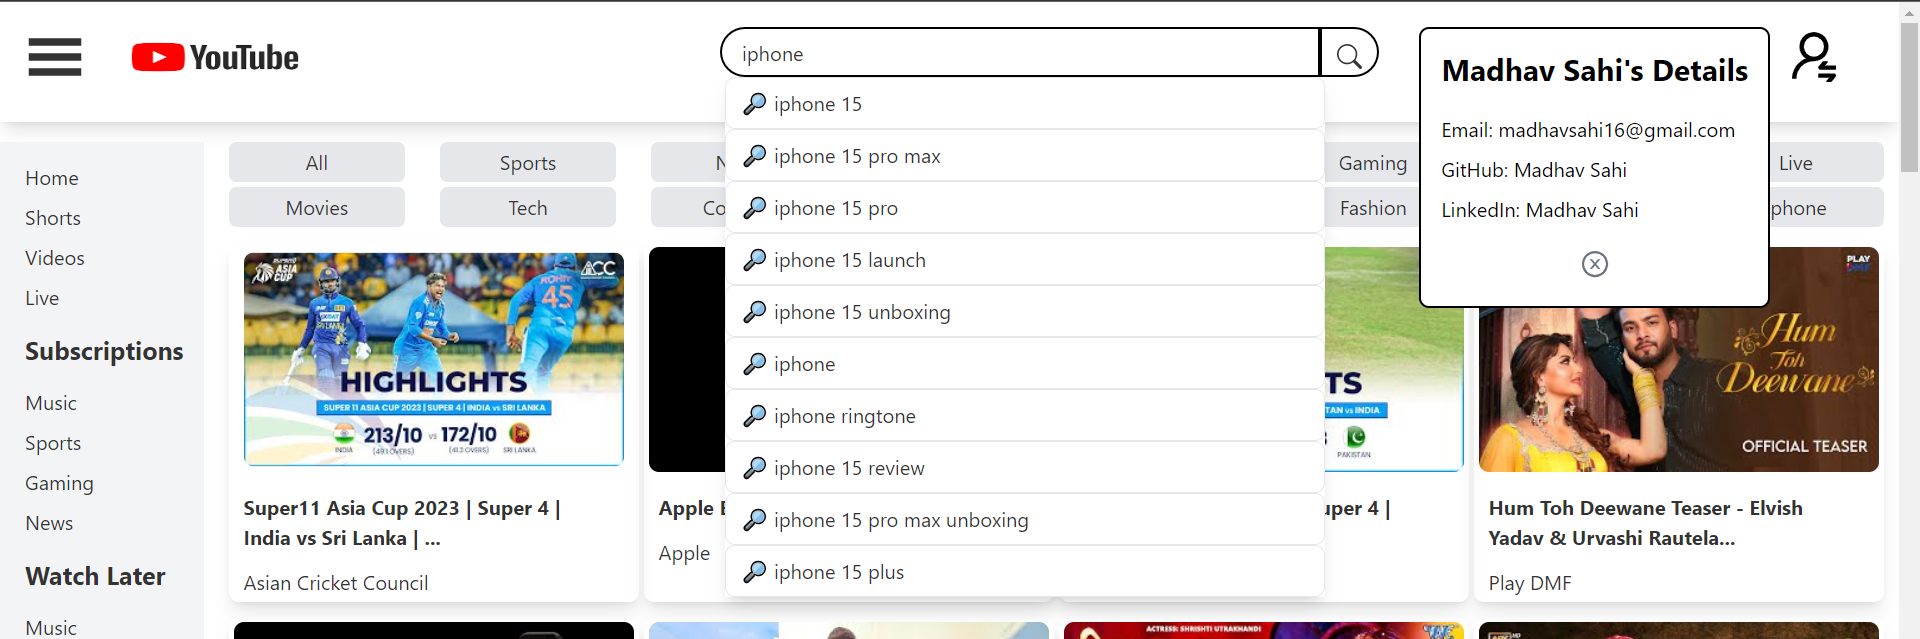 YouTube
iphone
Madhav Sahi's Details
Email: madhavsahi16@gmail.com
GitHub: Madhav Sahi
LinkedIn: Madhav Sahi
iphone 15
iphone 15 pro max
iphone 15 pro
iphone 15 launch
iphone 15 unboxing
iphone
iphone ringtone
iphone 15 review
iphone 15 pro max unboxing
iphone 15 plus
Home
Shorts
Videos
Live
Subscriptions
Music
Sports
Gaming
News
Watch Later
Music
All
Sports
N
Gaming
Live
Movies
Tech
Co
Fashion
phone
ASIA
CUP
ACC
ROHIT
45
HIGHLIGHTS
SUPER 11 ASIA CUP 2023 | SUPER 4 | INDIA vs SRI LANKA
213/10 vs 172/10
INDIA
(49.1 OVERS)
(41.3 OVERS)
SRI LANKA
Super11 Asia Cup 2023 | Super 4 |
India vs Sri Lanka | ...
Asian Cricket Council
Apple
Apple
TS
TAN vs INDIA
PAKISTAN
uper 4 |
PLAY
DMF
Hum
Toh
Deewane
OFFICIAL TEASER
Hum Toh Deewane Teaser - Elvish
Yadav & Urvashi Rautela...
Play DMF
ACTRESS: SHRISHTI UTRAKHANDI